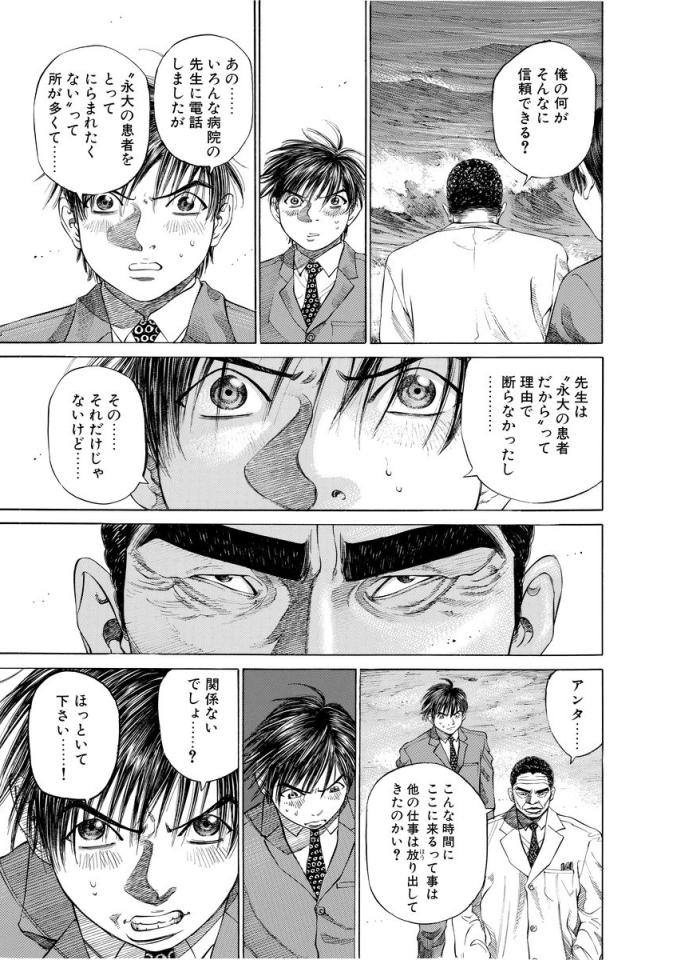 俺の何が
そんなに
信頼できる?
あの……
いろんな病院の
先生に電話
しましたが
〝永大の患者を
とって
にらまれたく
ない〟って
所が多くて……
先生は
〝永大の患者
だから〟って
理由で
断らなかったし
………
その……
それだけじゃ
ないけど……
アンタ……
こんな時間に
ここに来るって事は
他の仕事は放り出して
ほう
きたのかい?
関係ない
でしょ……?
ほっといて
下さい……!